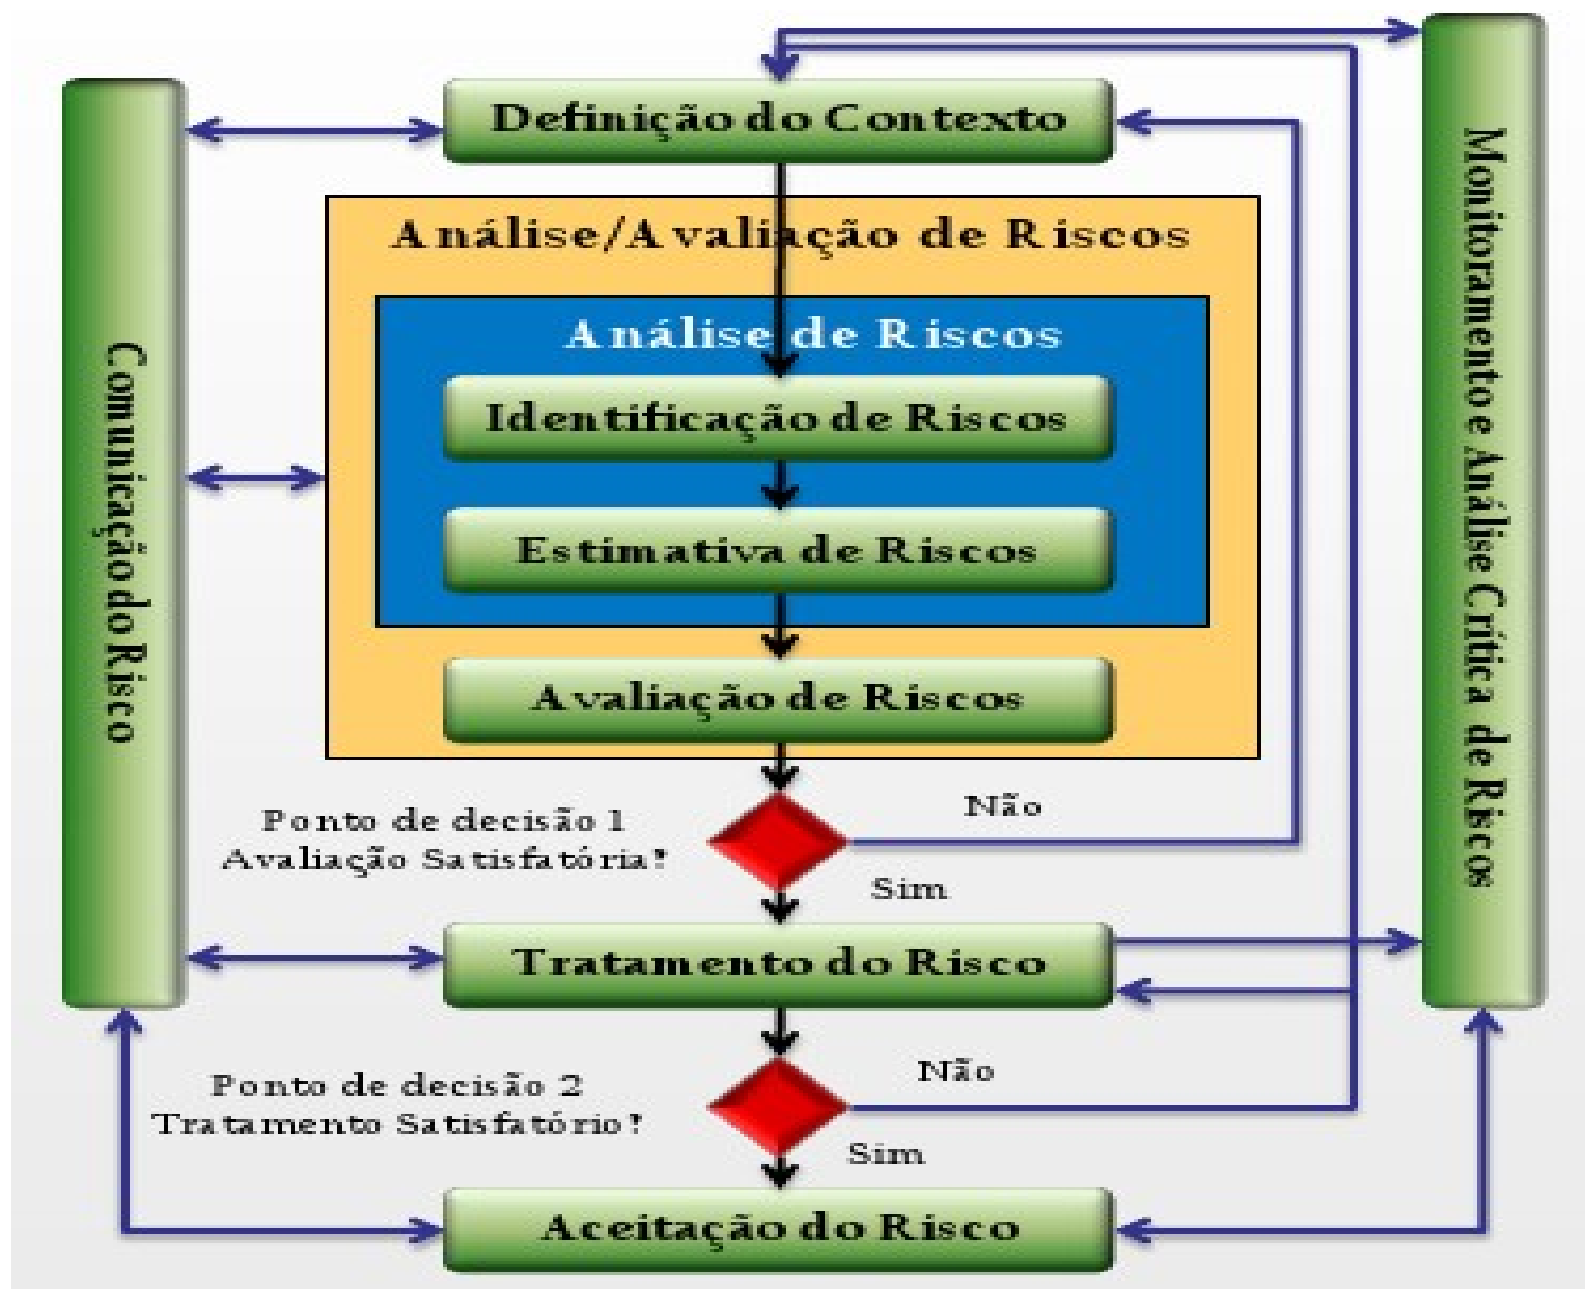 Definição do Contexto
Análise/Avaliação de Riscos
Análise de Riscos
Identificação de Riscos
Estimativa de Riscos
Avaliação de Riscos
Ponto de decisão 1
Avaliação Satisfatória?
Não
Sim
Tratamento do Risco
Ponto de decisão 2
Tratamento Satisfatório?
Não
Sim
Aceitação do Risco
Comunicação do Risco
Monitoramento e Análise Crítica de Riscos